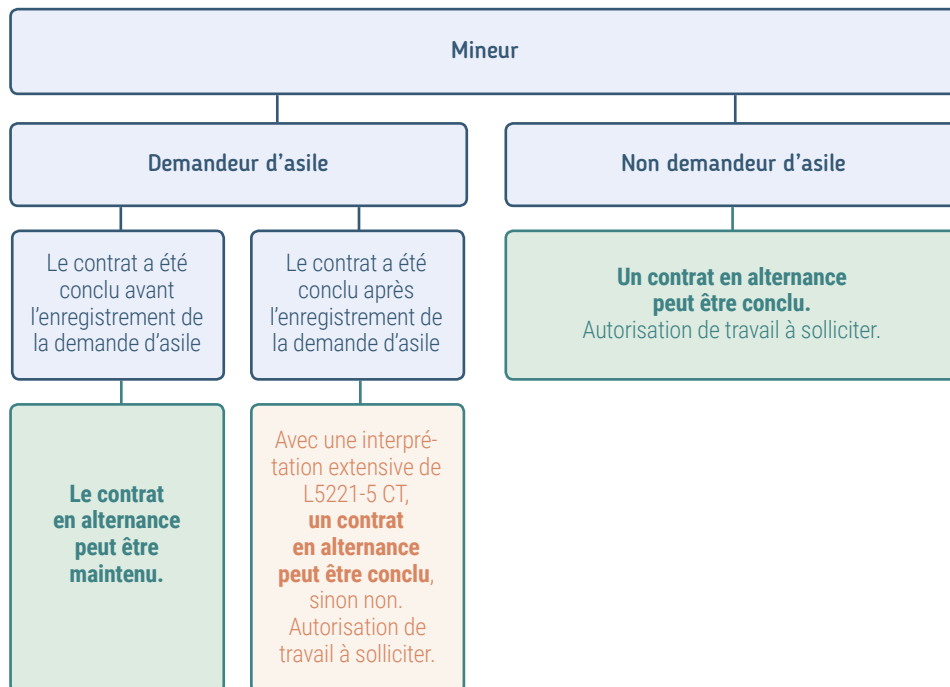 Mineur
Demandeur d'asile
Non demandeur d'asile
Le contrat a été
conclu avant
l'enregistrement de
la demande d'asile
Le contrat a été
conclu après
l'enregistrement de
la demande d'asile
Un contrat en alternance
peut être conclu.
Autorisation de travail à solliciter.
Le contrat
en alternance
peut être
maintenu.
Avec une interpré-
tation extensive de
L5221-5 CT,
un contrat
en alternance
peut être conclu,
sinon non.
Autorisation de
travail à solliciter.